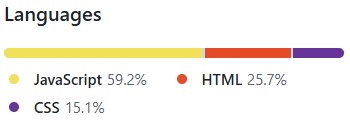 Languages
JavaScript 59.2% HTML 25.7%
CSS 15.1%